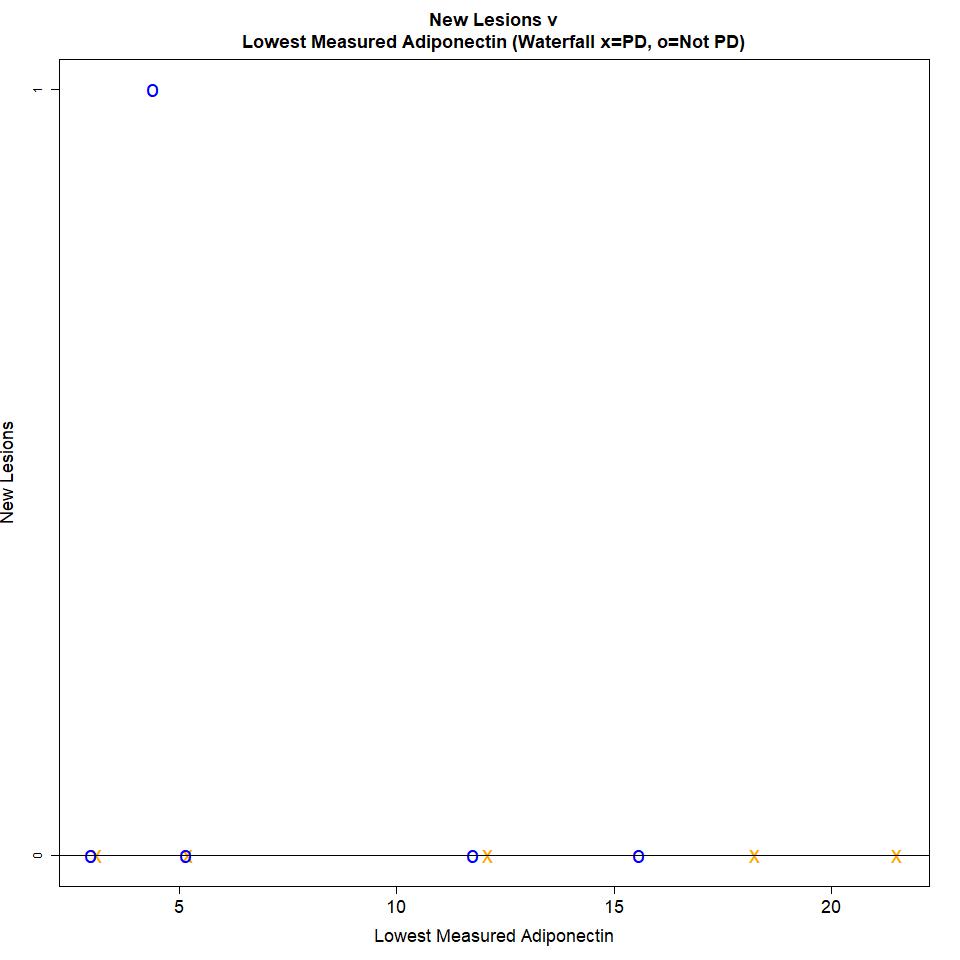 New Lesions v
Lowest Measured Adiponectin (Waterfall x=PD, o=Not PD)
1
o
New Lesions
0
o x o x o x o x x
5 10 15 20
Lowest Measured Adiponectin